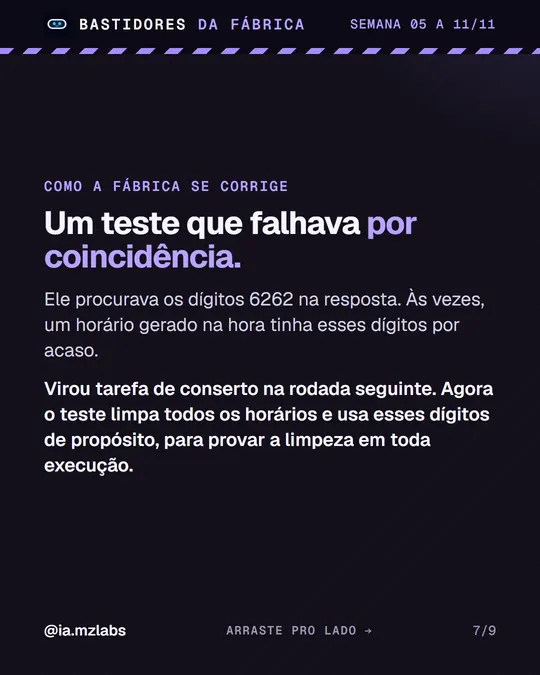 BASTIDORES DA FÁBRICA
SEMANA 05 A 11/11
COMO A FÁBRICA SE CORRIGE
Um teste que falhava por
coincidência.
Ele procurava os dígitos 6262 na resposta. Às vezes,
um horário gerado na hora tinha esses dígitos por
acaso.
Virou tarefa de conserto na rodada seguinte. Agora
o teste limpa todos os horários e usa esses dígitos
de propósito, para provar a limpeza em toda
execução.
@ia.mzlabs
ARRASTE PRO LADO →
7/9